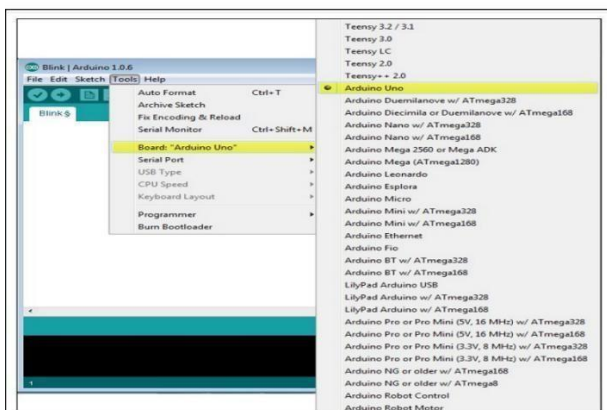 Blink | Arduino 1.0.6
File Edit Sketch Tools Help
Blink §
Auto Format Ctrl+T
Archive Sketch
Fix Encoding & Reload
Serial Monitor Ctrl+Shift+M
Board: "Arduino Uno"
Serial Port
USB Type
CPU Speed
Keyboard Layout
Programmer
Burn Bootloader
1
Teensy 3.2 / 3.1
Teensy 3.0
Teensy LC
Teensy 2.0
Teensy++ 2.0
Arduino Uno
Arduino Duemilanove w/ ATmega328
Arduino Diecimila or Duemilanove w/ ATmega168
Arduino Nano w/ ATmega328
Arduino Nano w/ ATmega168
Arduino Mega 2560 or Mega ADK
Arduino Mega (ATmega1280)
Arduino Leonardo
Arduino Esplora
Arduino Micro
Arduino Mini w/ ATmega328
Arduino Mini w/ ATmega168
Arduino Ethernet
Arduino Fio
Arduino BT w/ ATmega328
Arduino BT w/ ATmega168
LilyPad Arduino USB
LilyPad Arduino w/ ATmega328
LilyPad Arduino w/ ATmega168
Arduino Pro or Pro Mini (5V, 16 MHz) w/ ATmega328
Arduino Pro or Pro Mini (5V, 16 MHz) w/ ATmega168
Arduino Pro or Pro Mini (3.3V, 8 MHz) w/ ATmega328
Arduino Pro or Pro Mini (3.3V, 8 MHz) w/ ATmega168
Arduino NG or older w/ ATmega168
Arduino NG or older w/ ATmega8
Arduino Robot Control
Arduino Robot Motor